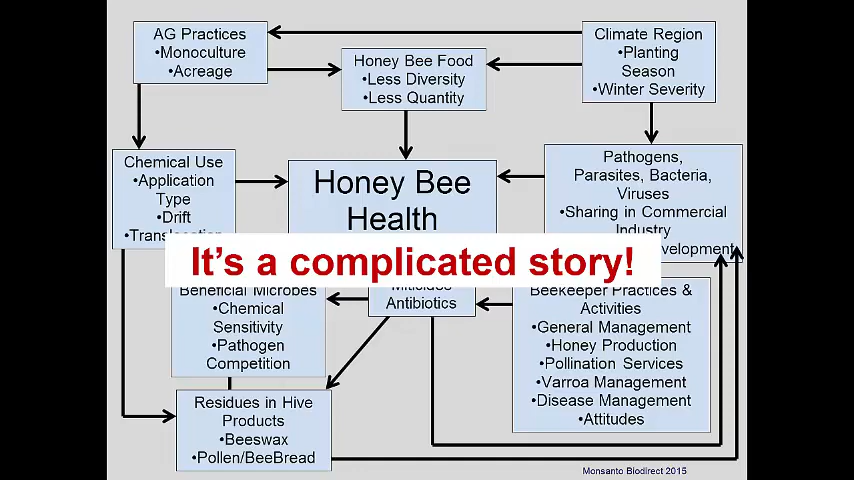 AG Practices
•Monoculture
•Acreage
Honey Bee Food
•Less Diversity
•Less Quantity
Climate Region
•Planting
Season
•Winter Severity
Chemical Use
•Application
Type
•Drift
Honey Bee
Health
Pathogens,
Parasites, Bacteria,
Viruses
•Sharing in Commercial
Industry
It's a complicated story!
Beneficial Microbes
•Chemical
Sensitivity
•Pathogen
Competition
Miticides
Antibiotics
Beekeeper Practices &
Activities
•General Management
•Honey Production
•Pollination Services
•Varroa Management
•Disease Management
•Attitudes
Residues in Hive
Products
•Beeswax
•Pollen/BeeBread
Monsanto Biodirect 2015